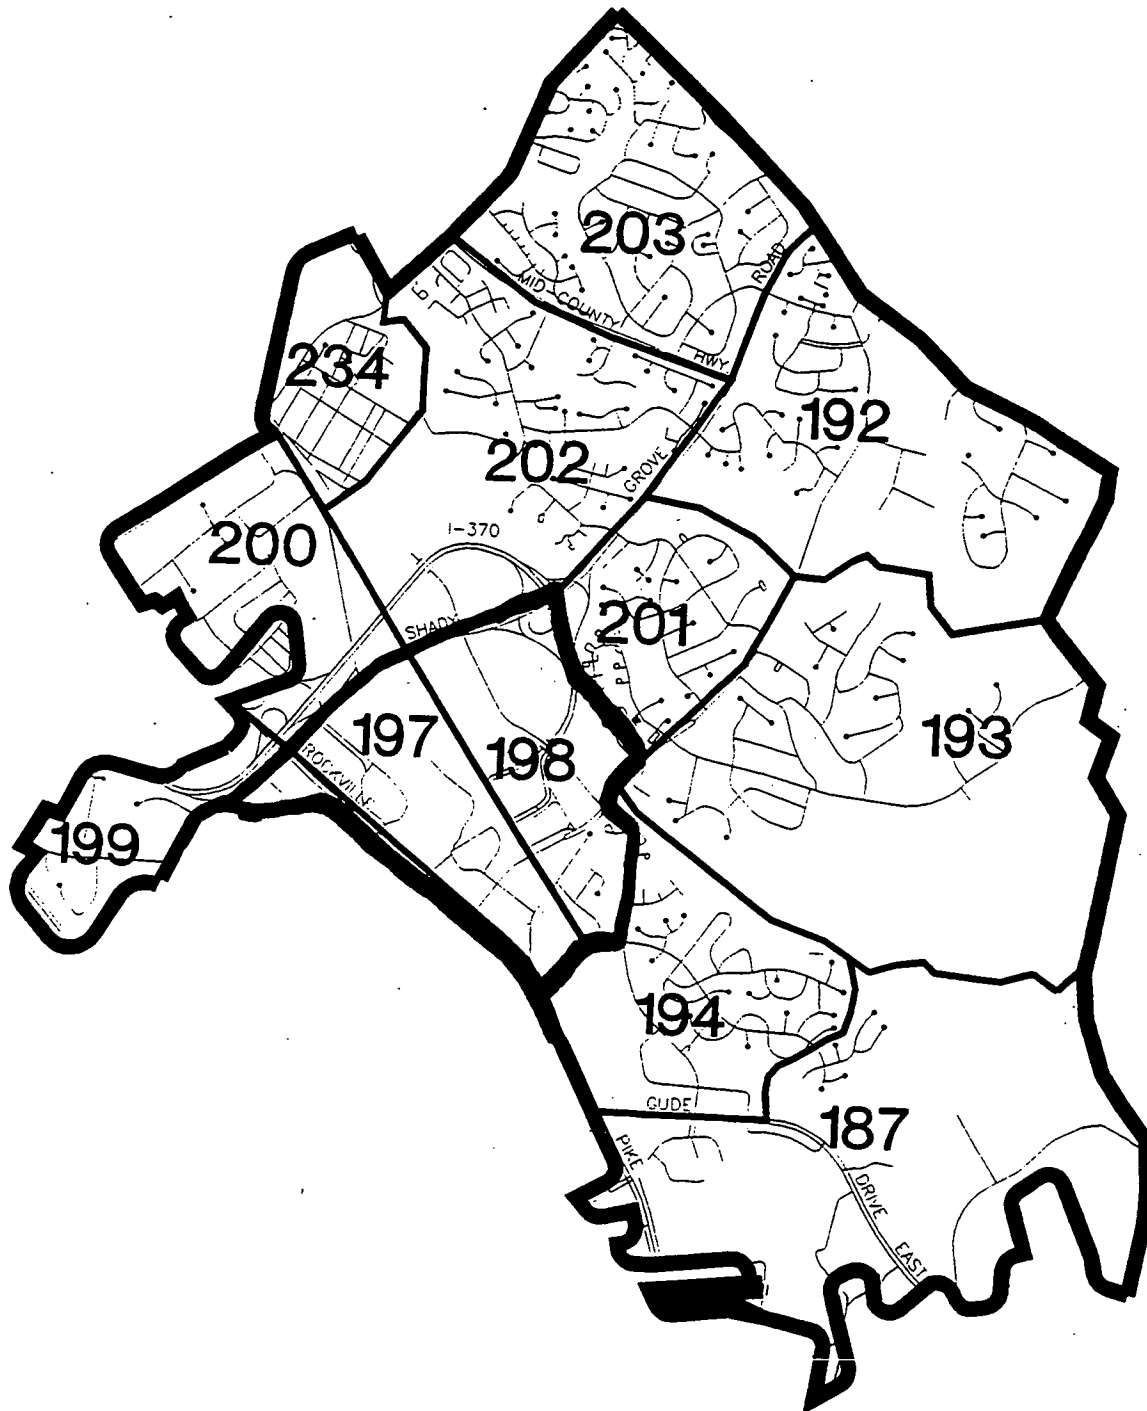 203
ROAD
MID-COUNTY
HWY
234
192
202
GROVE
I-370
200
201
SHADY
197
198
193
ROCKVILLE
199
194
GUDE
187
PIKE
DRIVE
EAST